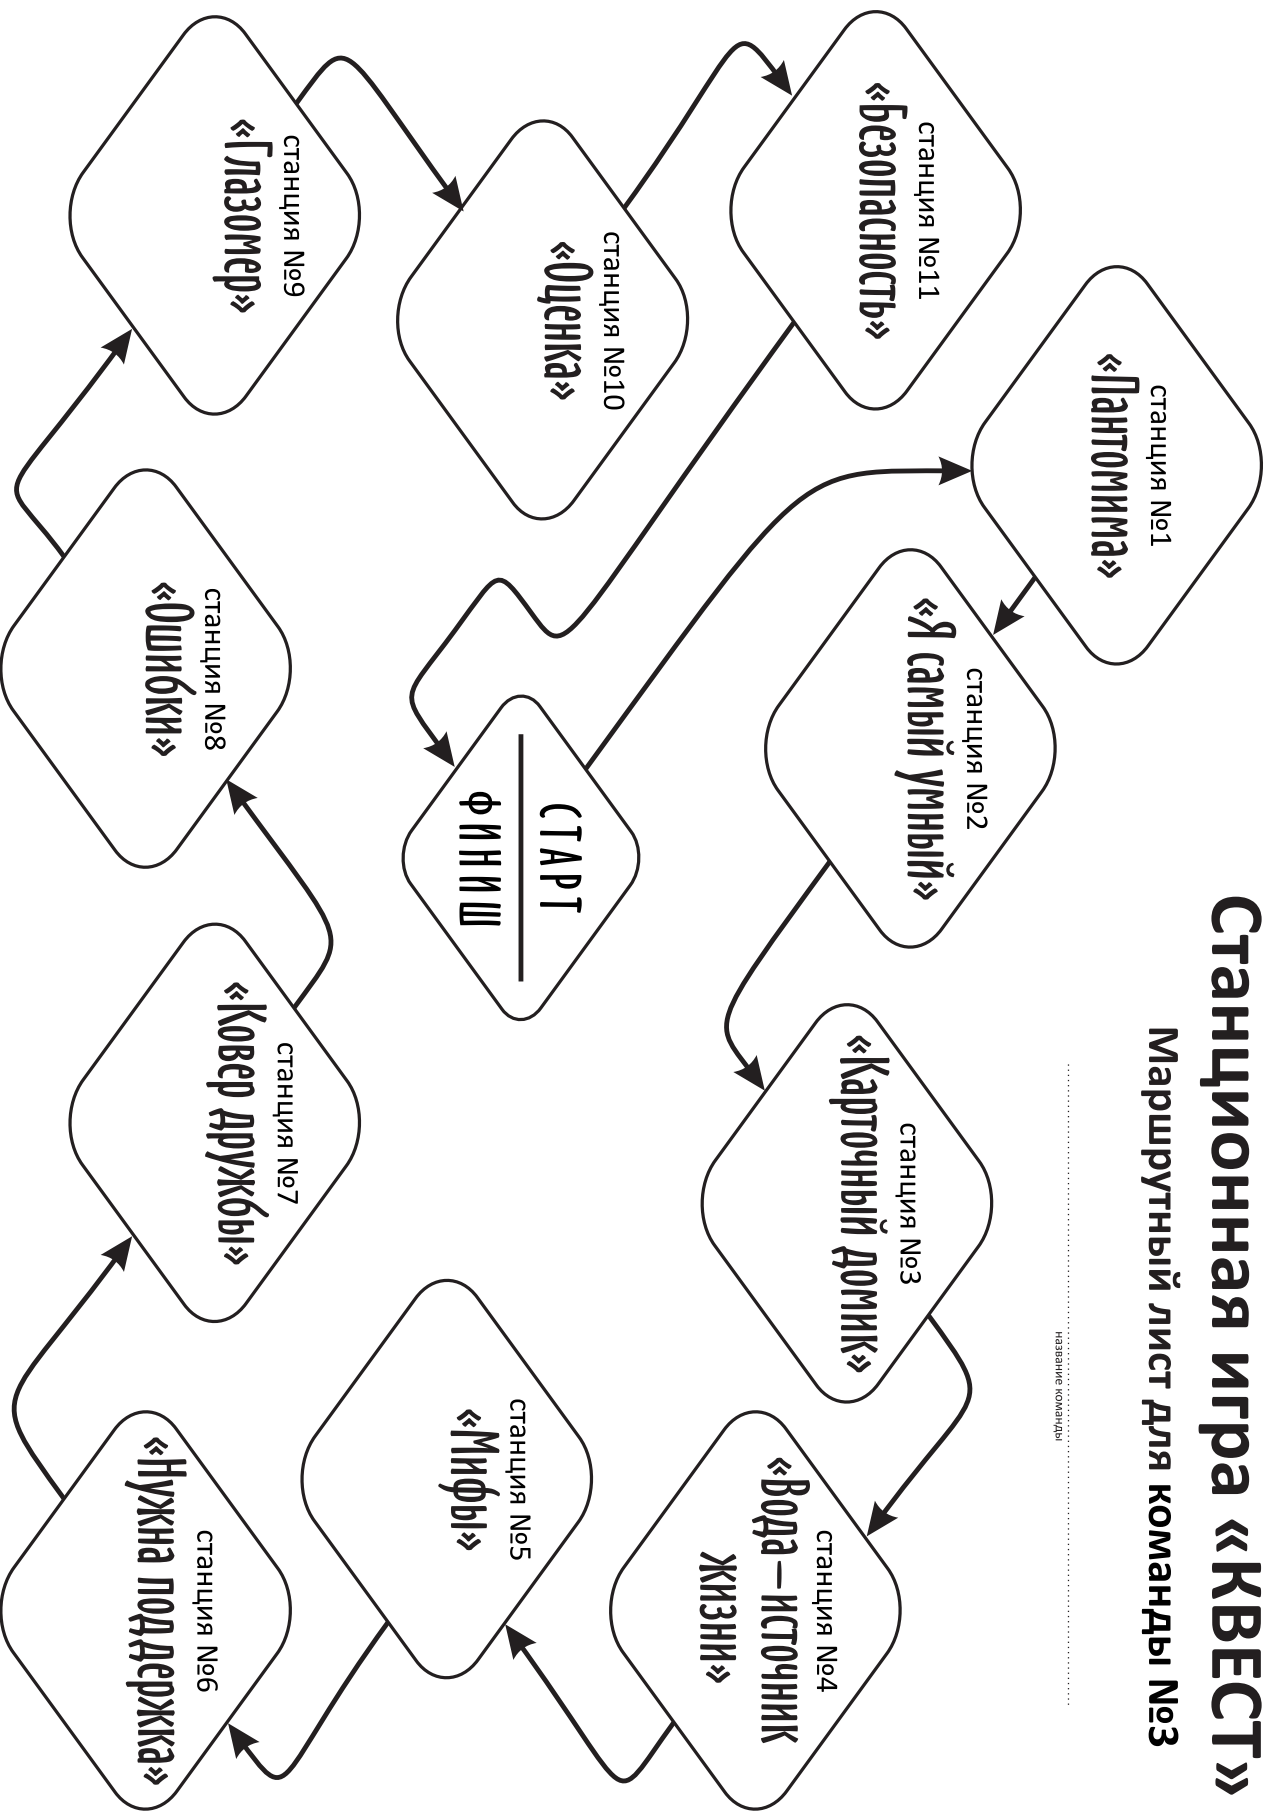 Станционная игра «КВЕСТ»
Маршрутный лист для команды №3
название команды
станция №1
«Пантомима»
станция №2
«Я самый умный»
станция №3
«Карточный домик»
станция №4
«Вода – источник
жизни»
станция №5
«Мифы»
станция №6
«Нужна поддержка»
станция №7
«Ковер дружбы»
станция №8
«Ошибки»
станция №9
«Глазомер»
станция №10
«Оценка»
станция №11
«Безопасность»
СТАРТ
ФИНИШ